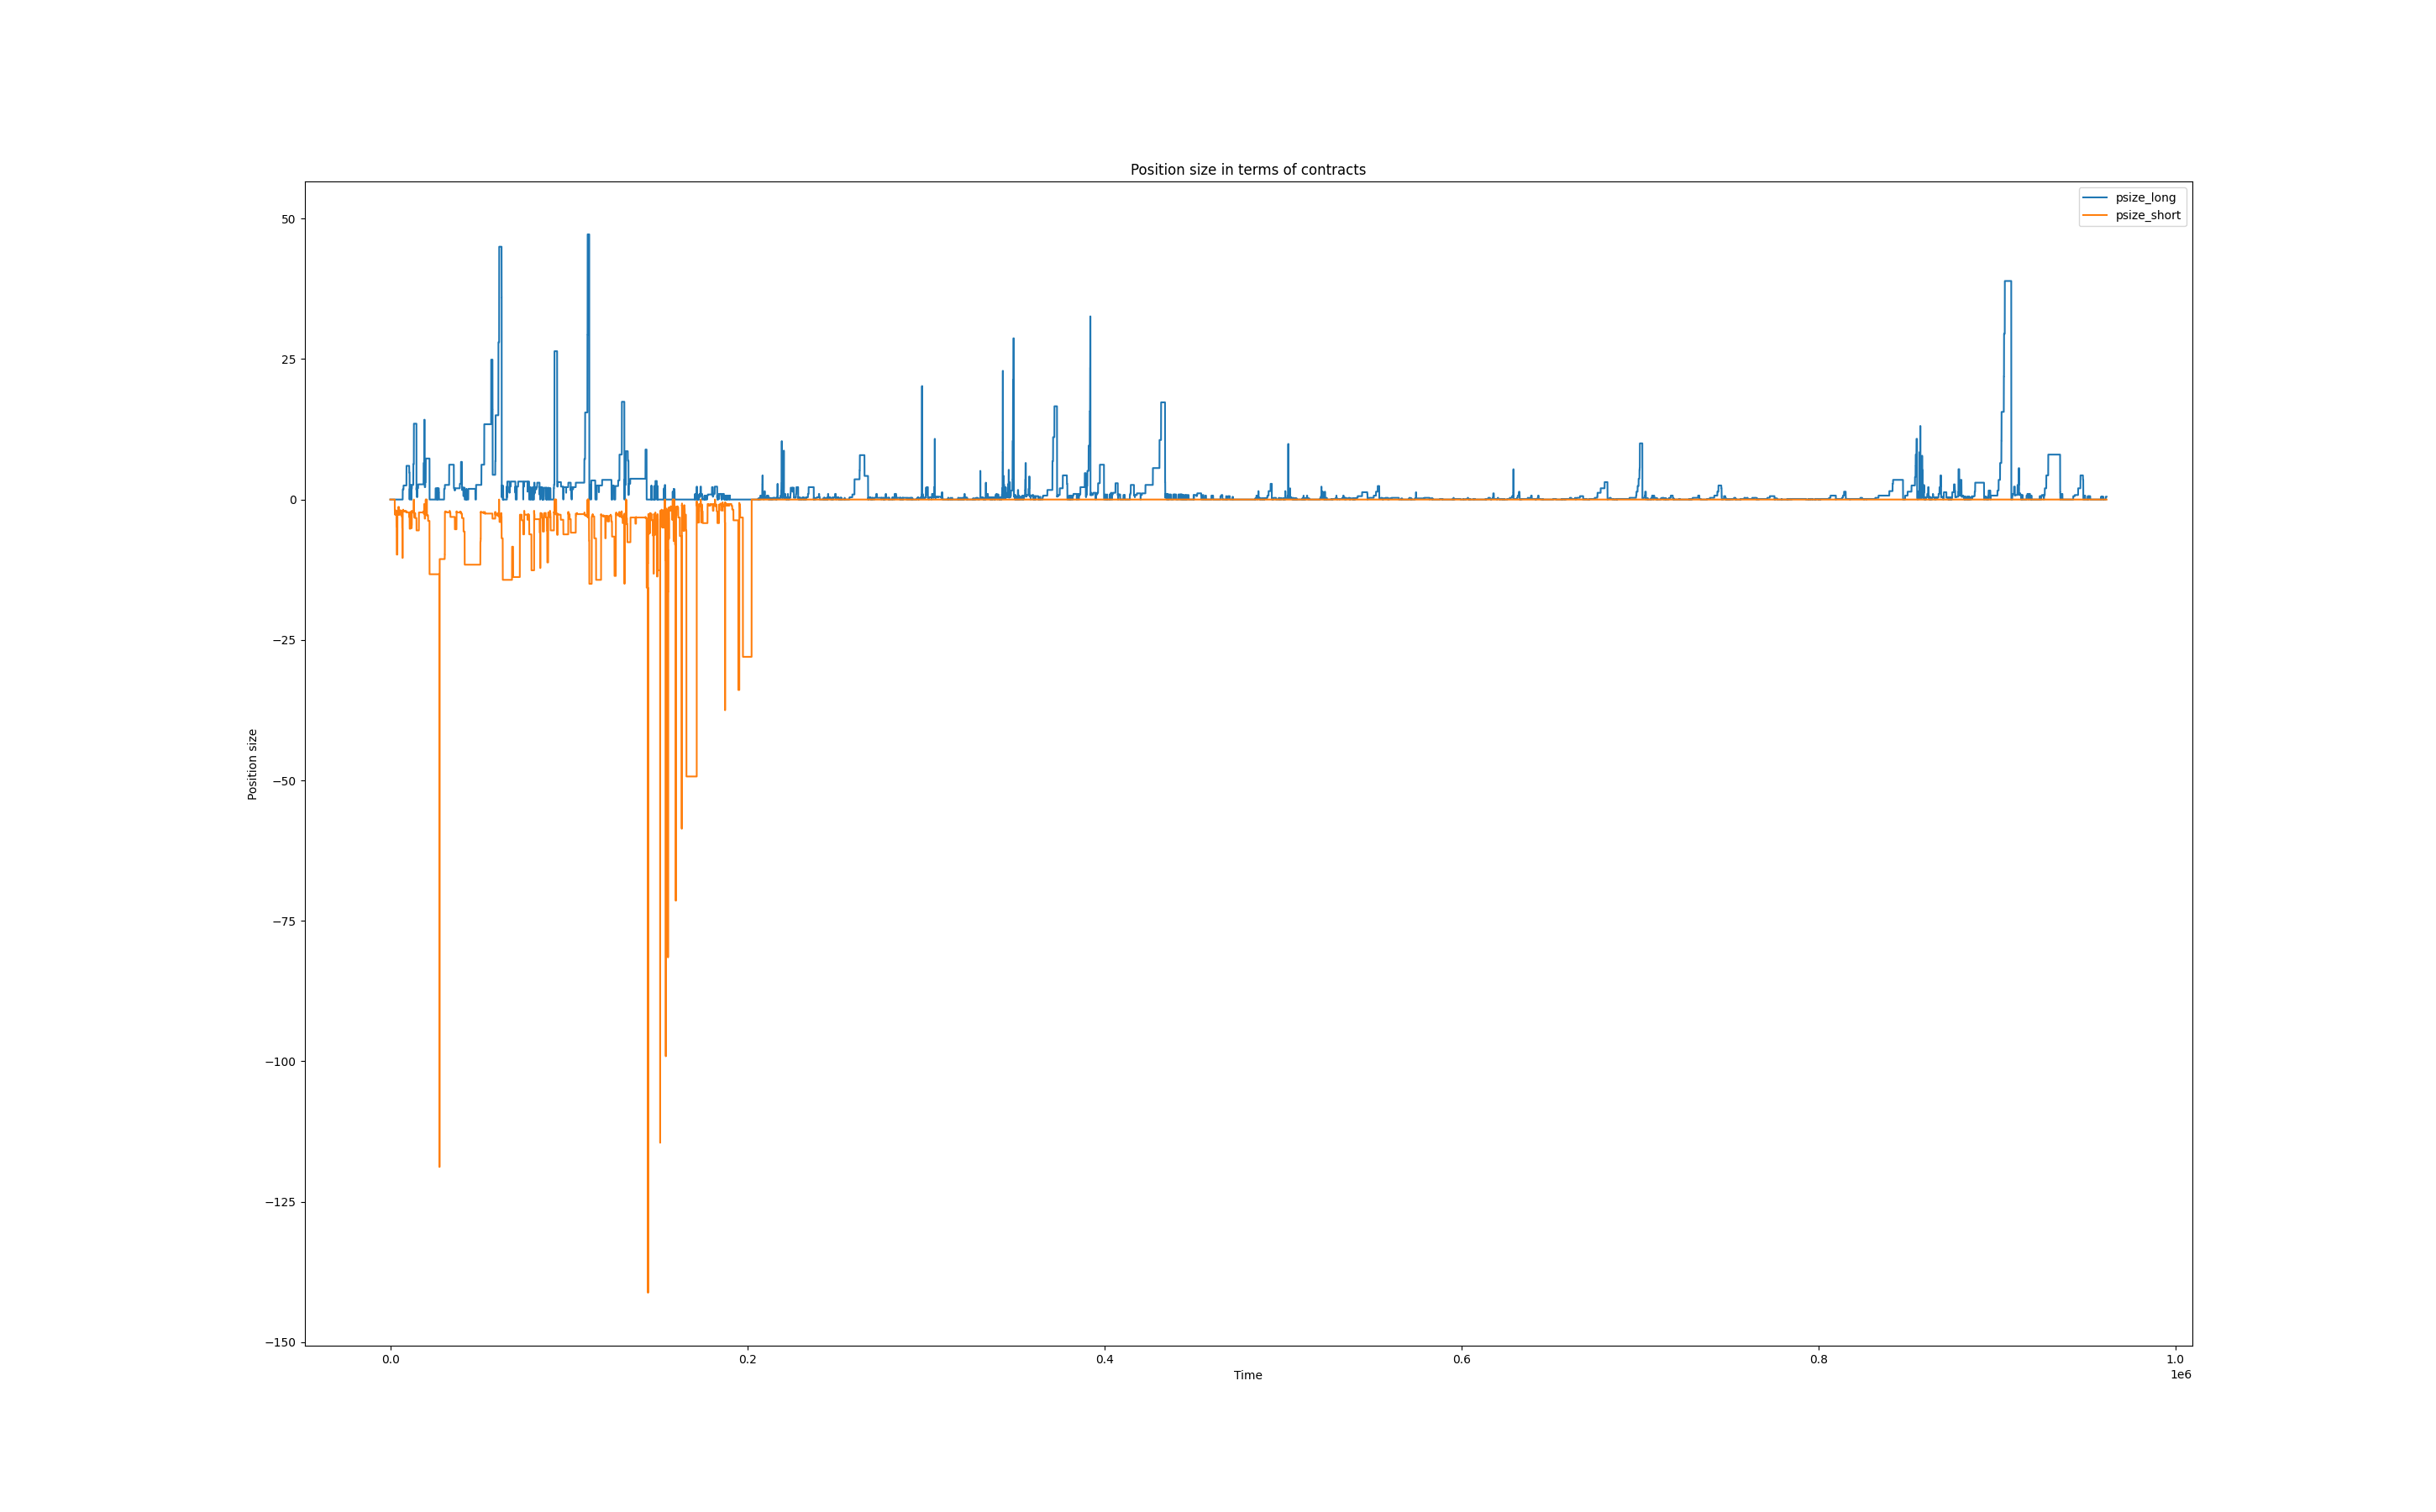 Position size in terms of contracts
psize_long
psize_short
Position size
50
25
0
−25
−50
−75
−100
−125
−150
0.0
0.2
0.4
0.6
0.8
1.0
1e6
Time